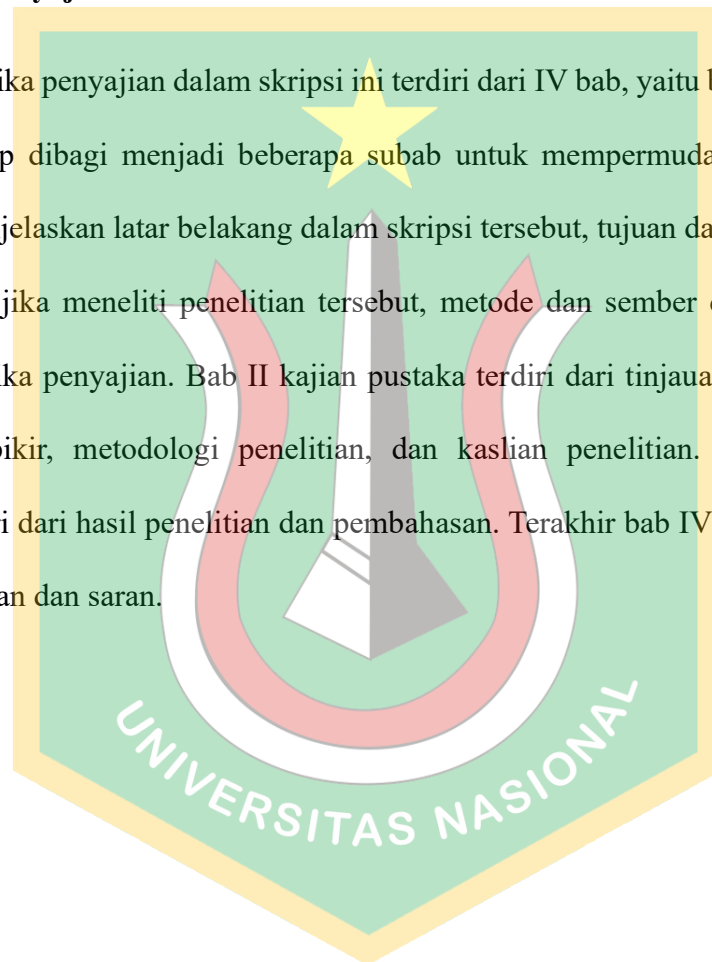 ika penyajian dalam skripsi ini terdiri dari IV bab, yaitu b
p dibagi menjadi beberapa subab untuk mempermuda
jelaskan latar belakang dalam skripsi tersebut, tujuan da
jika meneliti penelitian tersebut, metode dan sember
ika penyajian. Bab II kajian pustaka terdiri dari tinjaua
pikir, metodologi penelitian, dan kaslian penelitian.
ri dari hasil penelitian dan pembahasan. Terakhir bab IV
an dan saran.
UNIVERSITAS NASIONAL